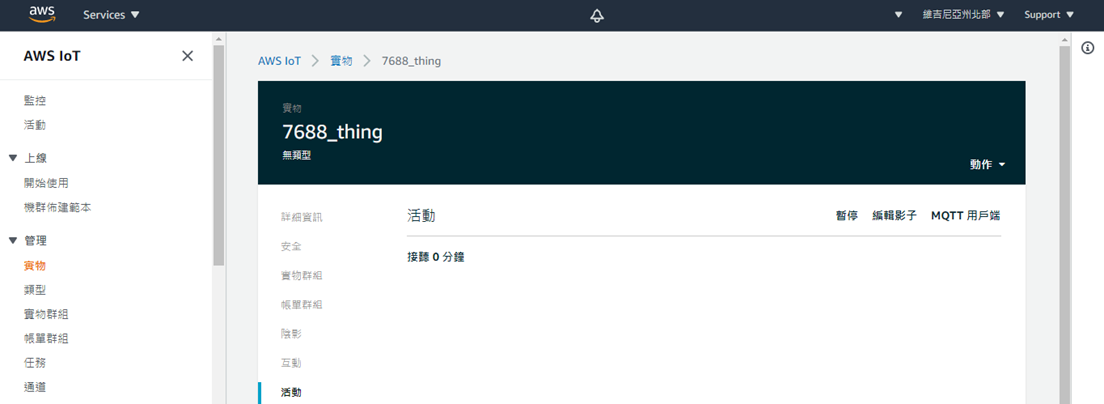 aws Services 維吉尼亞州北部 Support
AWS IoT
監控
活動
上線
開始使用
機群佈建範本
管理
實物
類型
實物群組
帳單群組
任務
通道
AWS IoT 實物 7688_thing
實物
7688_thing
無類型
動作
詳細資訊
安全
實物群組
帳單群組
陰影
互動
活動
活動 暫停 編輯影子 MQTT 用戶端
接聽 0 分鐘